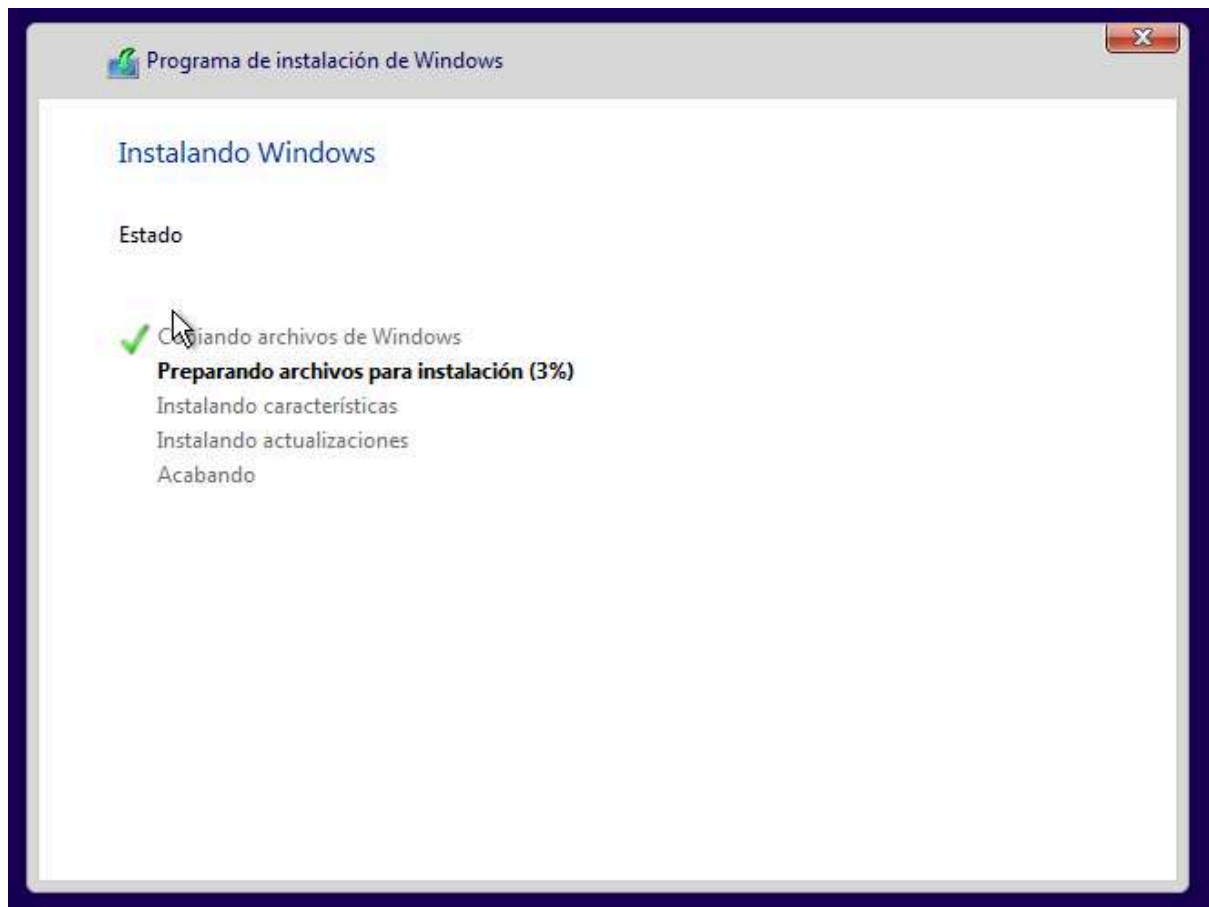 Programa de instalación de Windows
Instalando Windows
Estado
Copiando archivos de Windows
Preparando archivos para instalación (3%)
Instalando características
Instalando actualizaciones
Acabando